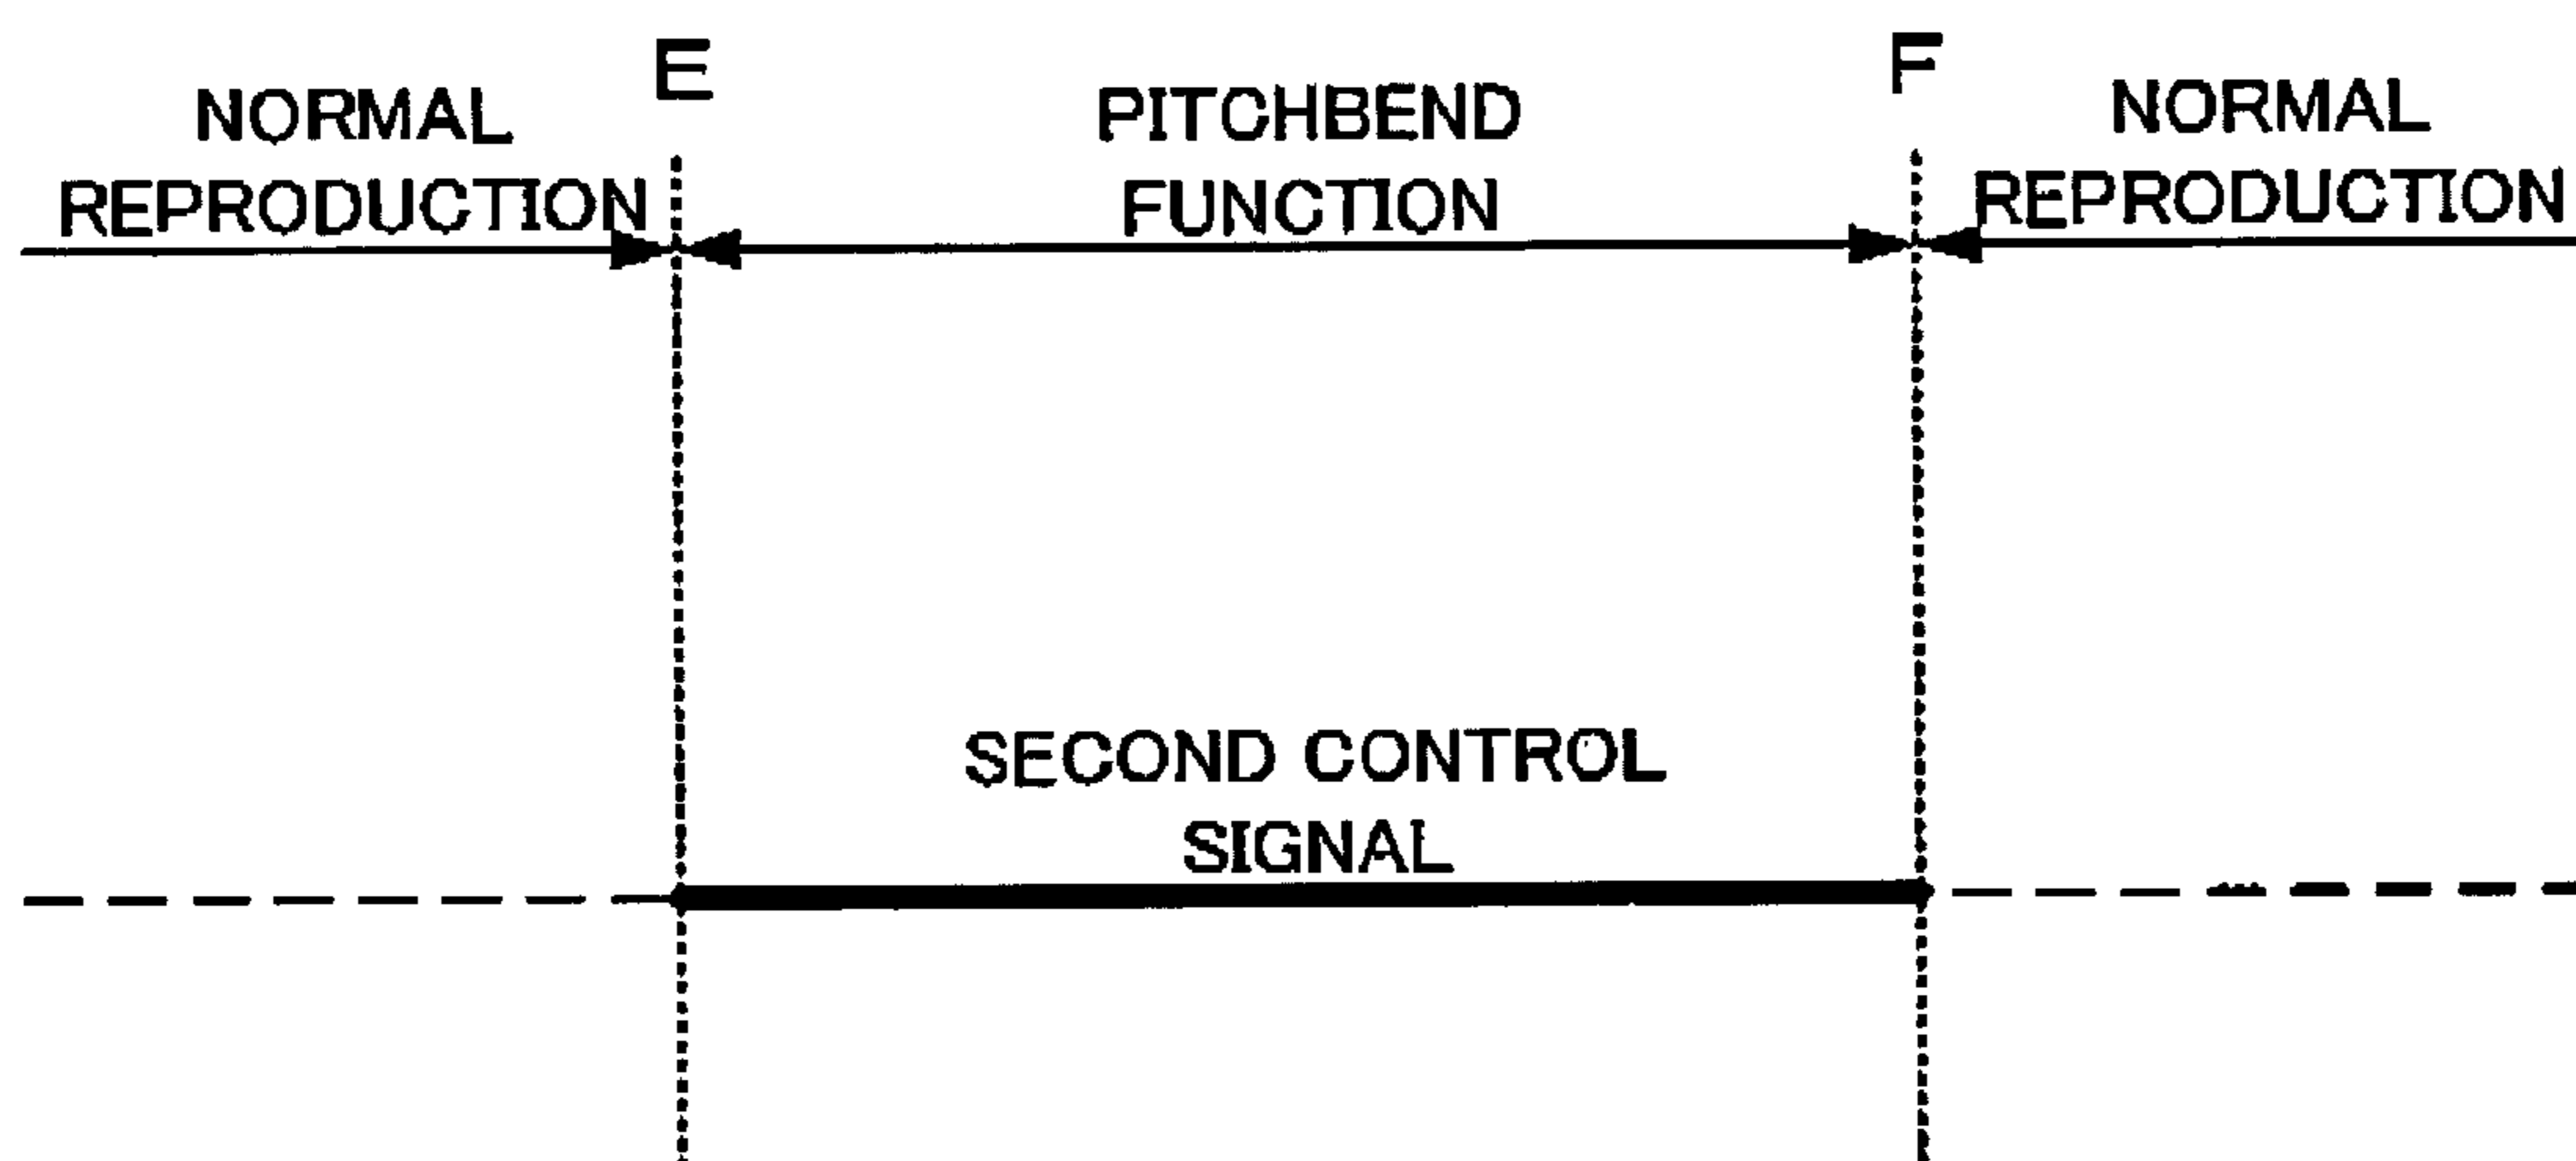 E
F
NORMAL
REPRODUCTION
PITCHBEND
FUNCTION
NORMAL
REPRODUCTION
SECOND CONTROL
SIGNAL